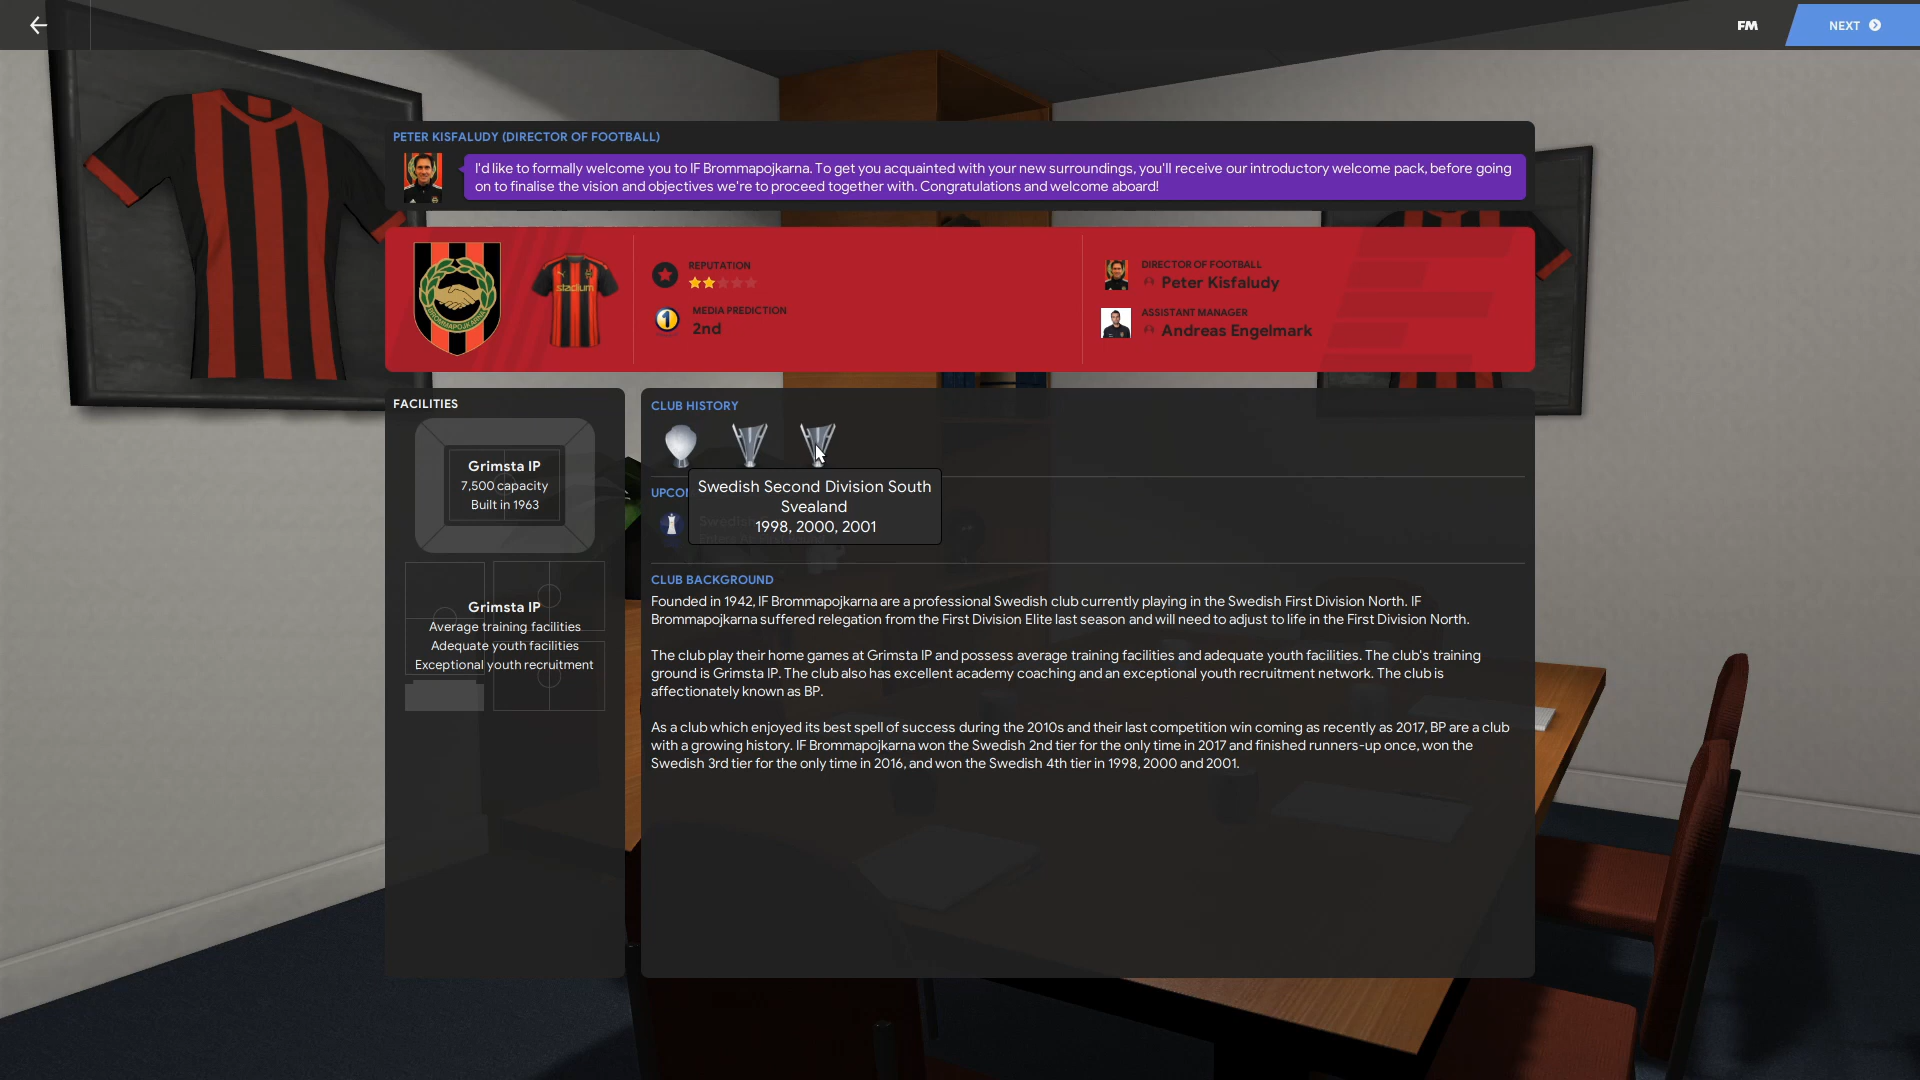 FM
NEXT
PETER KISFALUDY (DIRECTOR OF FOOTBALL)
I'd like to formally welcome you to IF Brommapojkarna. To get you acquainted with your new surroundings, you'll receive our introductory welcome pack, before going
on to finalise the vision and objectives we're to proceed together with. Congratulations and welcome aboard!
BROMMAPOJKARNA
stadium
REPUTATION
MEDIA PREDICTION
1
2nd
DIRECTOR OF FOOTBALL
Peter Kisfaludy
ASSISTANT MANAGER
Andreas Engelmark
FACILITIES
Grimsta IP
7,500 capacity
Built in 1963
Grimsta IP
Average training facilities
Adequate youth facilities
Exceptional youth recruitment
CLUB HISTORY
Swedish Second Division South
Svealand
1998, 2000, 2001
CLUB BACKGROUND
Founded in 1942, IF Brommapojkarna are a professional Swedish club currently playing in the Swedish First Division North. IF
Brommapojkarna suffered relegation from the First Division Elite last season and will need to adjust to life in the First Division North.
The club play their home games at Grimsta IP and possess average training facilities and adequate youth facilities. The club's training
ground is Grimsta IP. The club also has excellent academy coaching and an exceptional youth recruitment network. The club is
affectionately known as BP.
As a club which enjoyed its best spell of success during the 2010s and their last competition win coming as recently as 2017, BP are a club
with a growing history. IF Brommapojkarna won the Swedish 2nd tier for the only time in 2017 and finished runners-up once, won the
Swedish 3rd tier for the only time in 2016, and won the Swedish 4th tier in 1998, 2000 and 2001.